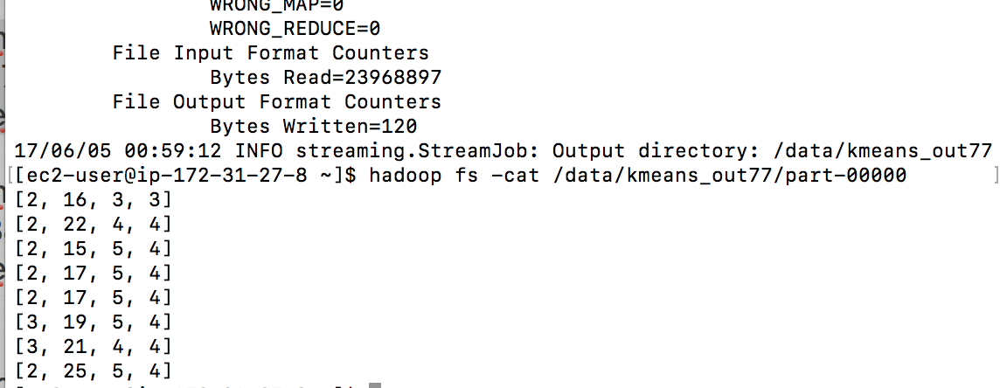 WRONG_MAP=0
WRONG_REDUCE=0
File Input Format Counters
Bytes Read=23968897
File Output Format Counters
Bytes Written=120
17/06/05 00:59:12 INFO streaming.StreamJob: Output directory: /data/kmeans_out77
[[ec2-user@ip-172-31-27-8 ~]$ hadoop fs -cat /data/kmeans_out77/part-00000 ]
[2, 16, 3, 3]
[2, 22, 4, 4]
[2, 15, 5, 4]
[2, 17, 5, 4]
[2, 17, 5, 4]
[3, 19, 5, 4]
[3, 21, 4, 4]
[2, 25, 5, 4]